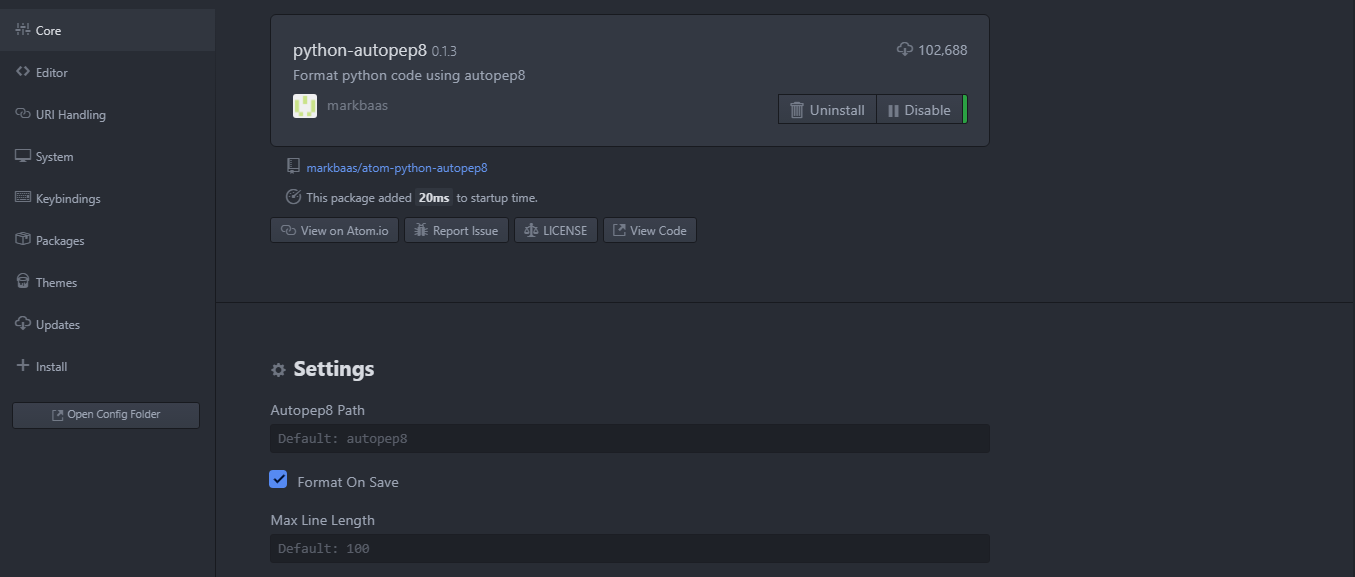 Core
Editor
URI Handling
System
Keybindings
Packages
Themes
Updates
Install
Open Config Folder
python-autopep8 0.1.3
102,688
Format python code using autopep8
markbaas
Uninstall
Disable
markbaas/atom-python-autopep8
This package added 20ms to startup time.
View on Atom.io
Report Issue
LICENSE
View Code
Settings
Autopep8 Path
Default: autopep8
Format On Save
Max Line Length
Default: 100